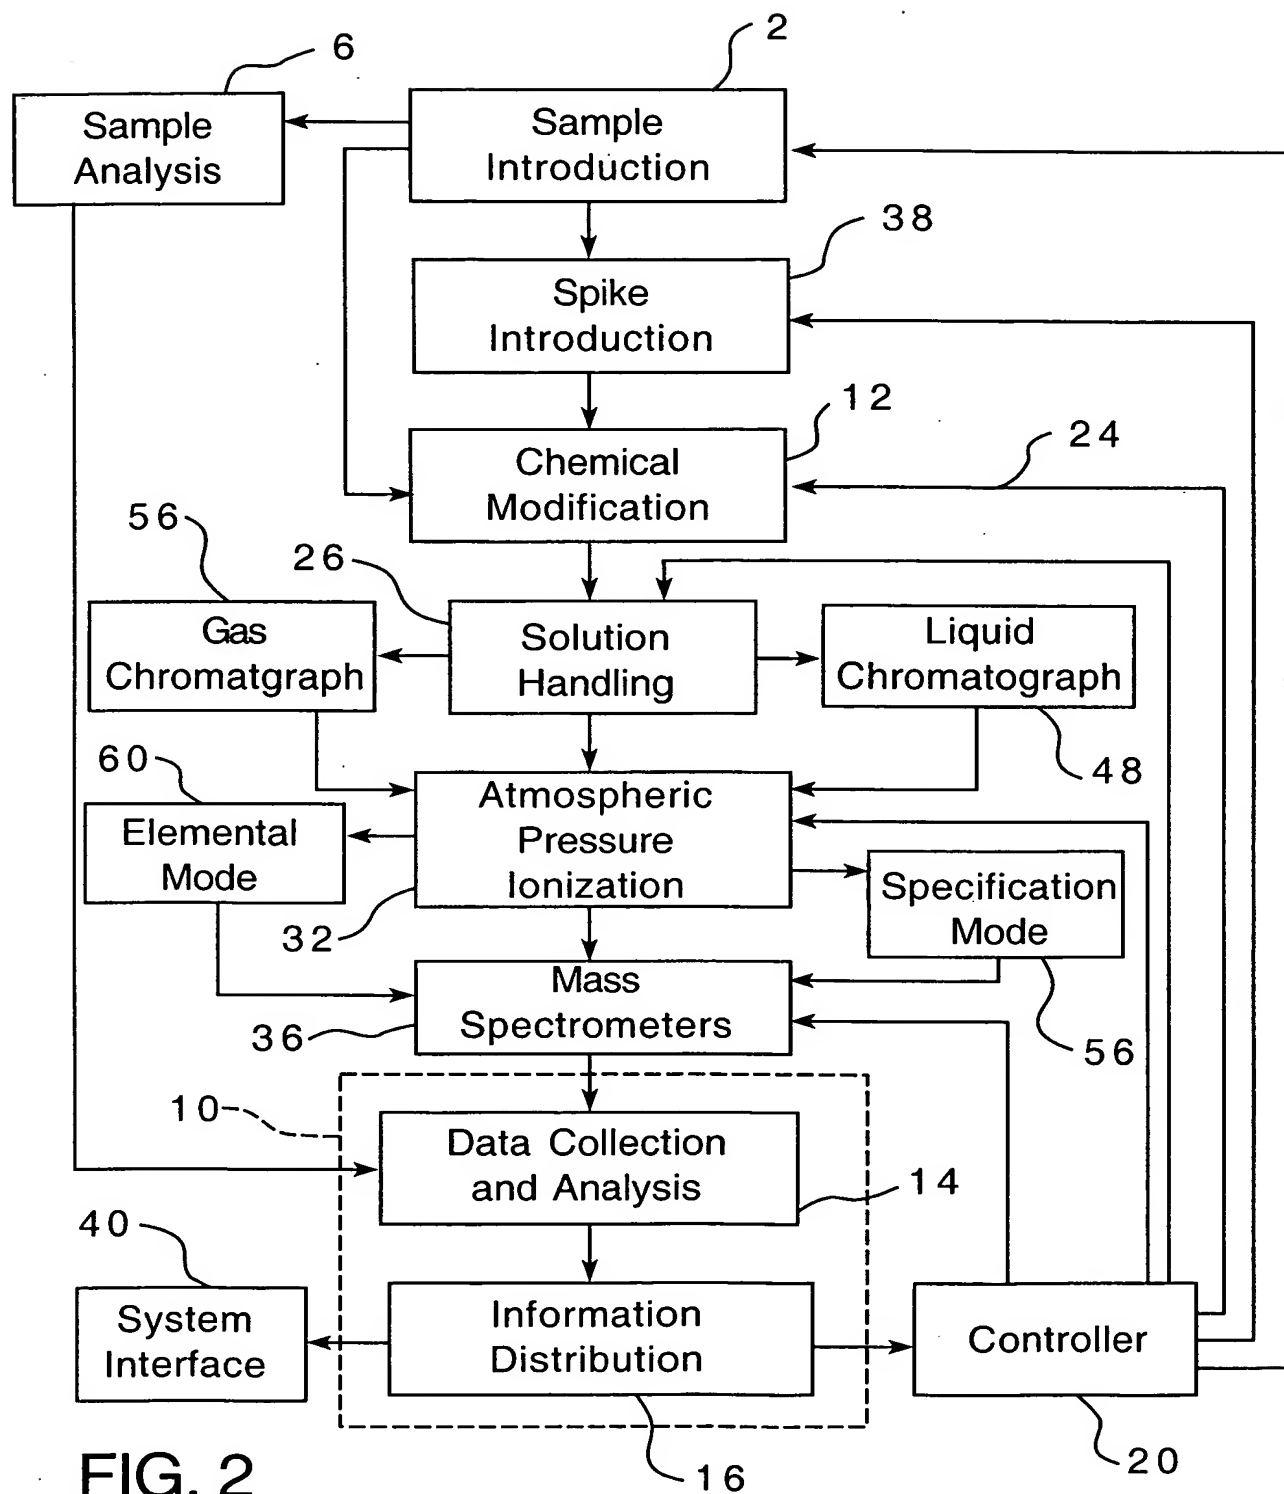 2
6
Sample
Analysis
Sample
Introduction
38
Spike
Introduction
12
24
Chemical
Modification
56
26
Gas
Chromatgraph
Solution
Handling
Liquid
Chromatograph
60
48
Elemental
Mode
Atmospheric
Pressure
Ionization
Specification
Mode
32
Mass
Spectrometers
36
56
10
Data Collection
and Analysis
14
40
System
Interface
Information
Distribution
Controller
FIG. 2
16
20